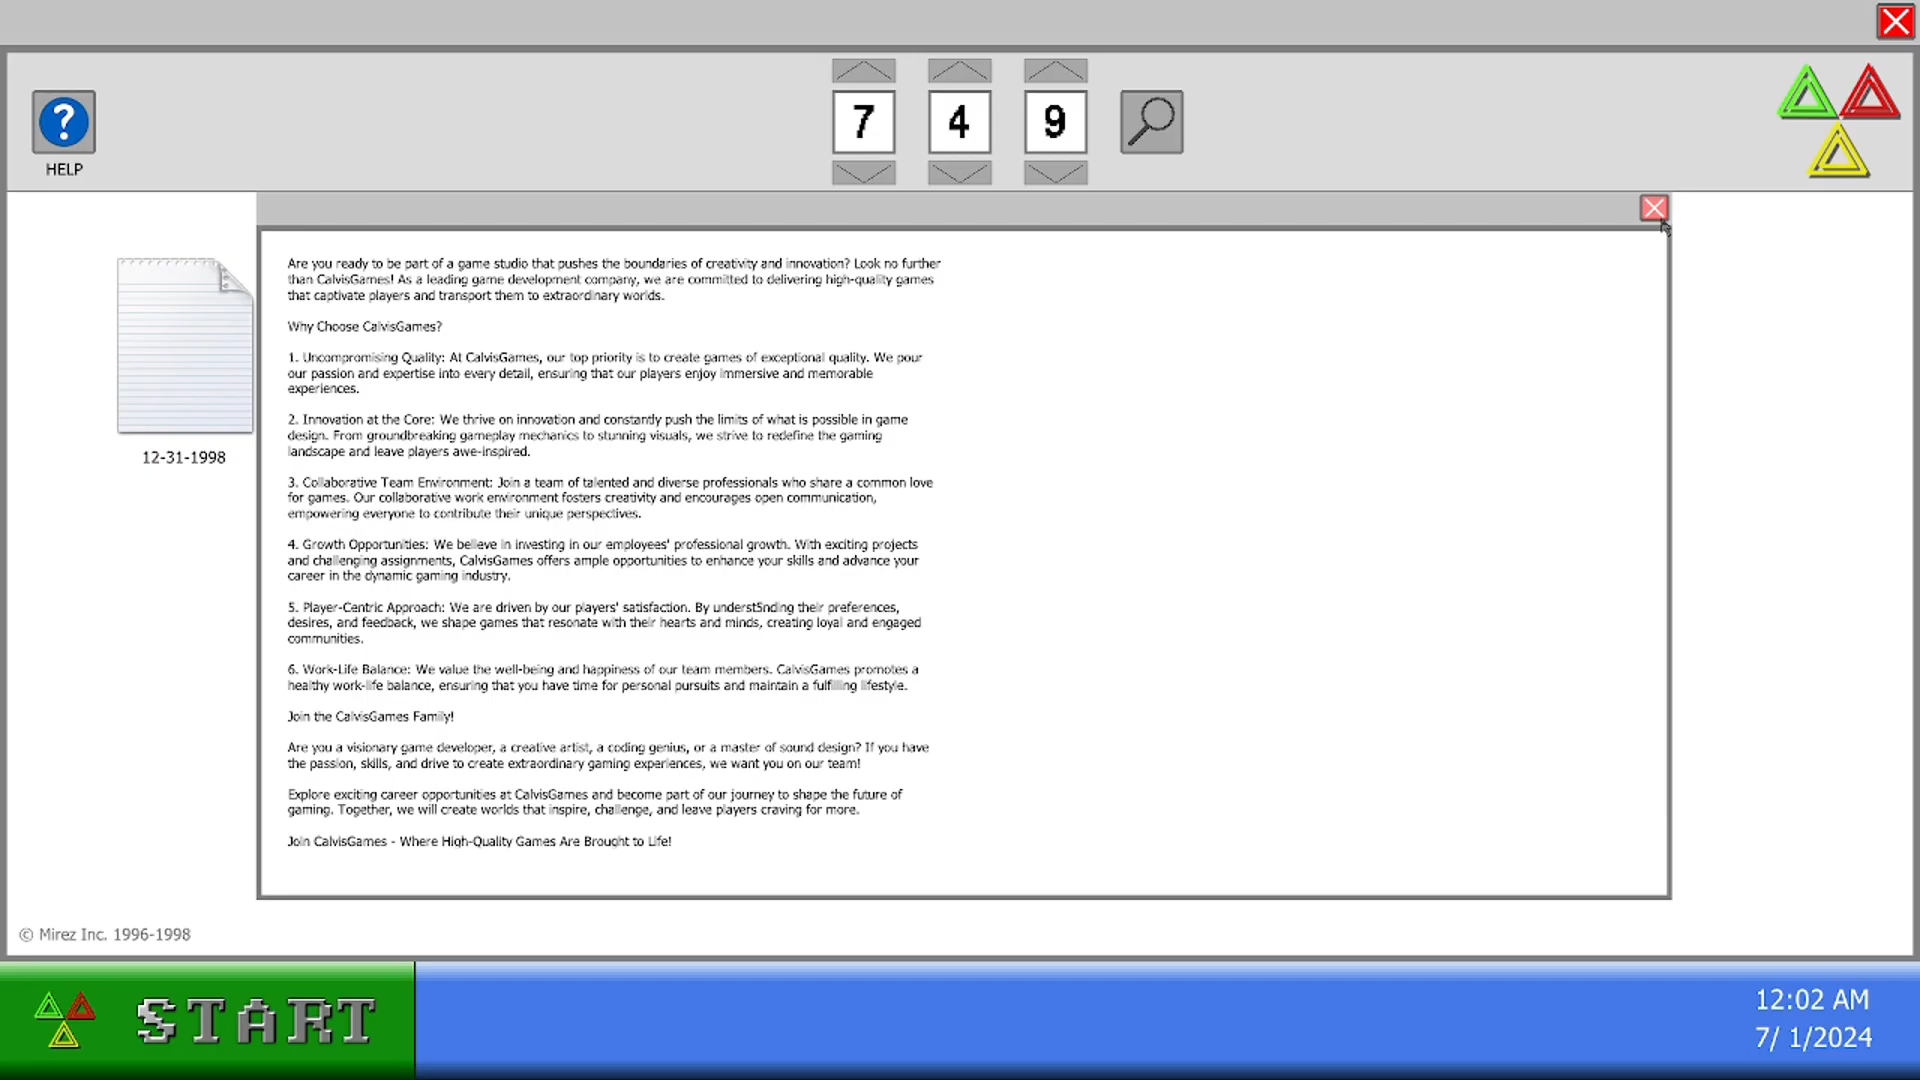 7 4 9
HELP
Are you ready to be part of a game studio that pushes the boundaries of creativity and innovation? Look no further
than CalvisGames! As a leading game development company, we are committed to delivering high-quality games
that captivate players and transport them to extraordinary worlds.
Why Choose CalvisGames?
1. Uncompromising Quality: At CalvisGames, our top priority is to create games of exceptional quality. We pour
our passion and expertise into every detail, ensuring that our players enjoy immersive and memorable
experiences.
2. Innovation at the Core: We thrive on innovation and constantly push the limits of what is possible in game
design. From groundbreaking gameplay mechanics to stunning visuals, we strive to redefine the gaming
landscape and leave players awe-inspired.
3. Collaborative Team Environment: Join a team of talented and diverse professionals who share a common love
for games. Our collaborative work environment fosters creativity and encourages open communication,
empowering everyone to contribute their unique perspectives.
4. Growth Opportunities: We believe in investing in our employees' professional growth. With exciting projects
and challenging assignments, CalvisGames offers ample opportunities to enhance your skills and advance your
career in the dynamic gaming industry.
5. Player-Centric Approach: We are driven by our players' satisfaction. By underst5nding their preferences,
desires, and feedback, we shape games that resonate with their hearts and minds, creating loyal and engaged
communities.
6. Work-Life Balance: We value the well-being and happiness of our team members. CalvisGames promotes a
healthy work-life balance, ensuring that you have time for personal pursuits and maintain a fulfilling lifestyle.
Join the CalvisGames Family!
Are you a visionary game developer, a creative artist, a coding genius, or a master of sound design? If you have
the passion, skills, and drive to create extraordinary gaming experiences, we want you on our team!
Explore exciting career opportunities at CalvisGames and become part of our journey to shape the future of
gaming. Together, we will create worlds that inspire, challenge, and leave players craving for more.
Join CalvisGames - Where High-Quality Games Are Brought to Life!
12-31-1998
© Mirez Inc. 1996-1998
START
12:02 AM
7/ 1/2024